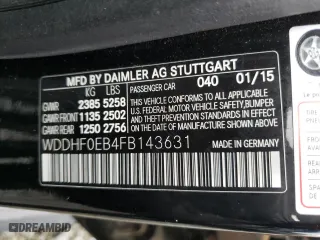 MFD. BY DAIMLER AG STUTTGART
KG LBS PASSENGER CAR 040 01/15
GVWR 2385 5258
GAWR FRONT 1135 2502
GAWR REAR 1250 2756
THIS VEHICLE CONFORMS TO ALL APPLICABLE
FEDERAL MOTOR VEHICLE SAFETY, BUMPER,
AND THEFT PREVENTION STANDARDS IN EFFECT
ON THE DATE OF MANUFACTURE SHOWN ABOVE.
WDDHF0EB4FB143631
MADE IN GERMANY